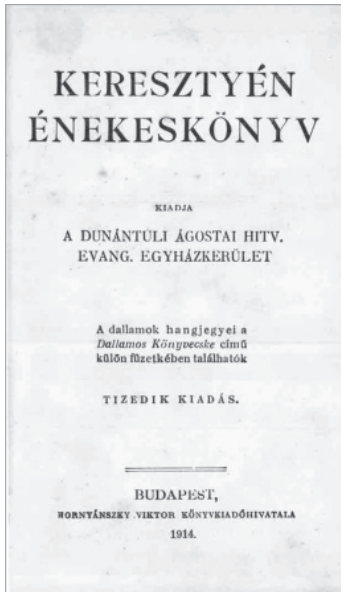 KERESZTYÉN
ÉNEKESKÖNYV
KIADJA
A DUNÁNTÚLI ÁGOSTAI HITV.
EVANG. EGYHÁZKERÜLET
A dallamok hangjegyei a
Dallamos Könyvecske című
külön füzetkében találhatók
TIZEDIK KIADÁS.
BUDAPEST,
HORNYÁNSZKY VIKTOR KÖNYVKIADÓHIVATALA
1914.